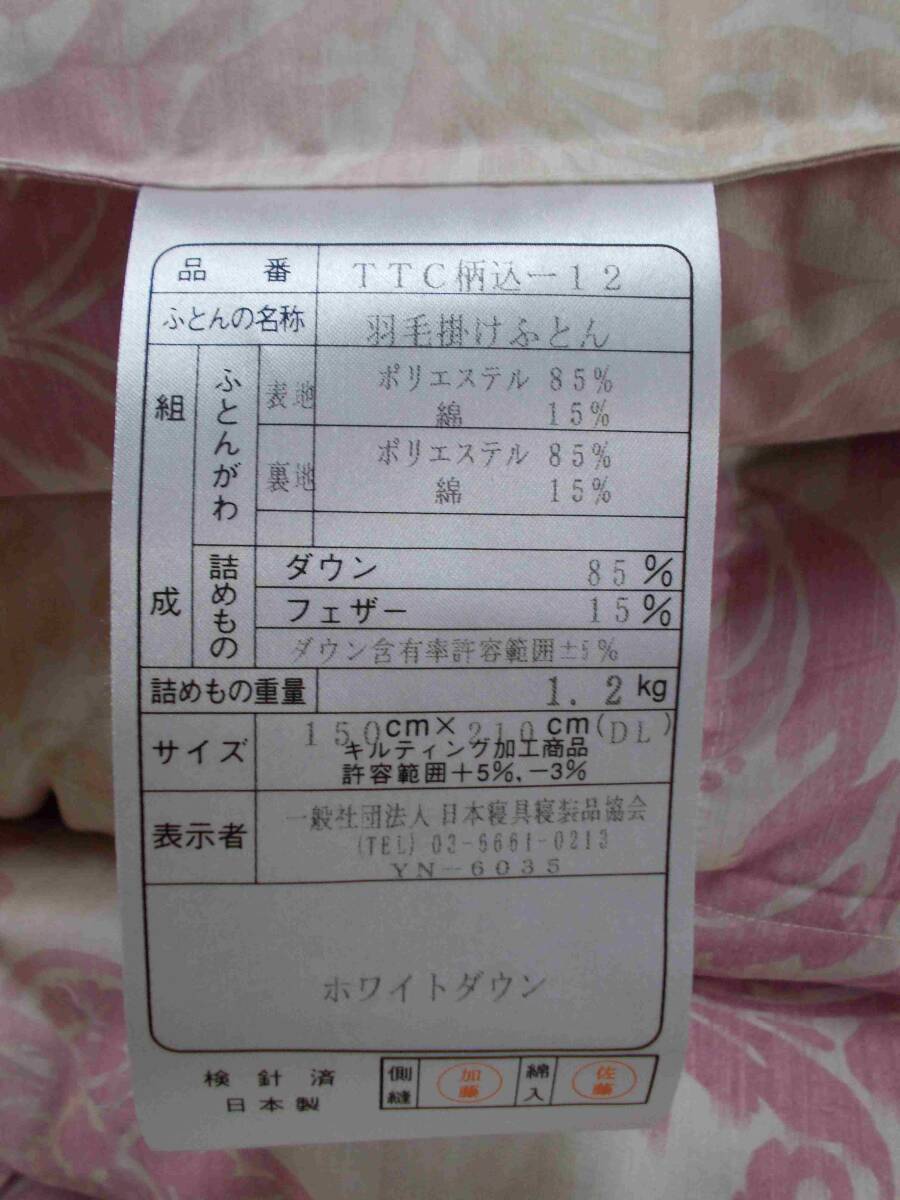 品番 TTC柄込ー12
ふとんの名称 羽毛掛けふとん
組成
ふとんがわ
表地 ポリエステル 85%
綿 15%
裏地 ポリエステル 85%
綿 15%
詰めもの
ダウン 85%
フェザー 15%
ダウン含有率許容範囲±5%
詰めもの重量 1.2kg
サイズ 150cm×210cm(DL)
キルティング加工商品
許容範囲+5%,-3%
表示者 一般社団法人 日本寝具寝装品協会
(TEL) 03-6661-0213
YN-6035
ホワイトダウン
検針済 側縫 加藤 綿入 佐藤
日本製